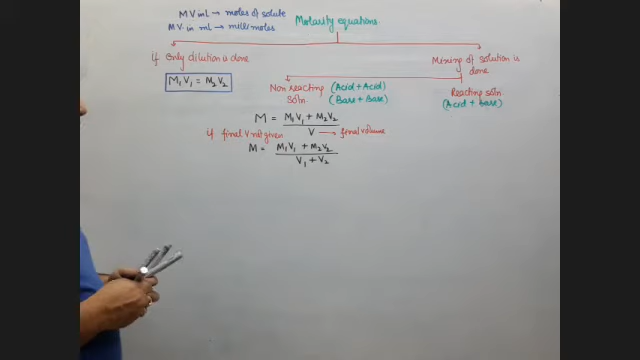 MV in L → moles of solute
MV in mL → milli moles
Molarity equations
if Only dilution is done
M₁V₁ = M₂V₂
Mixing of solution is
done
Non reacting (Acid + Acid)
Soln (Base + Base)
Reacting soln.
(Acid + base)
M = M₁V₁ + M₂V₂
V → final volume
if final V not given
M = M₁V₁ + M₂V₂
V₁ + V₂